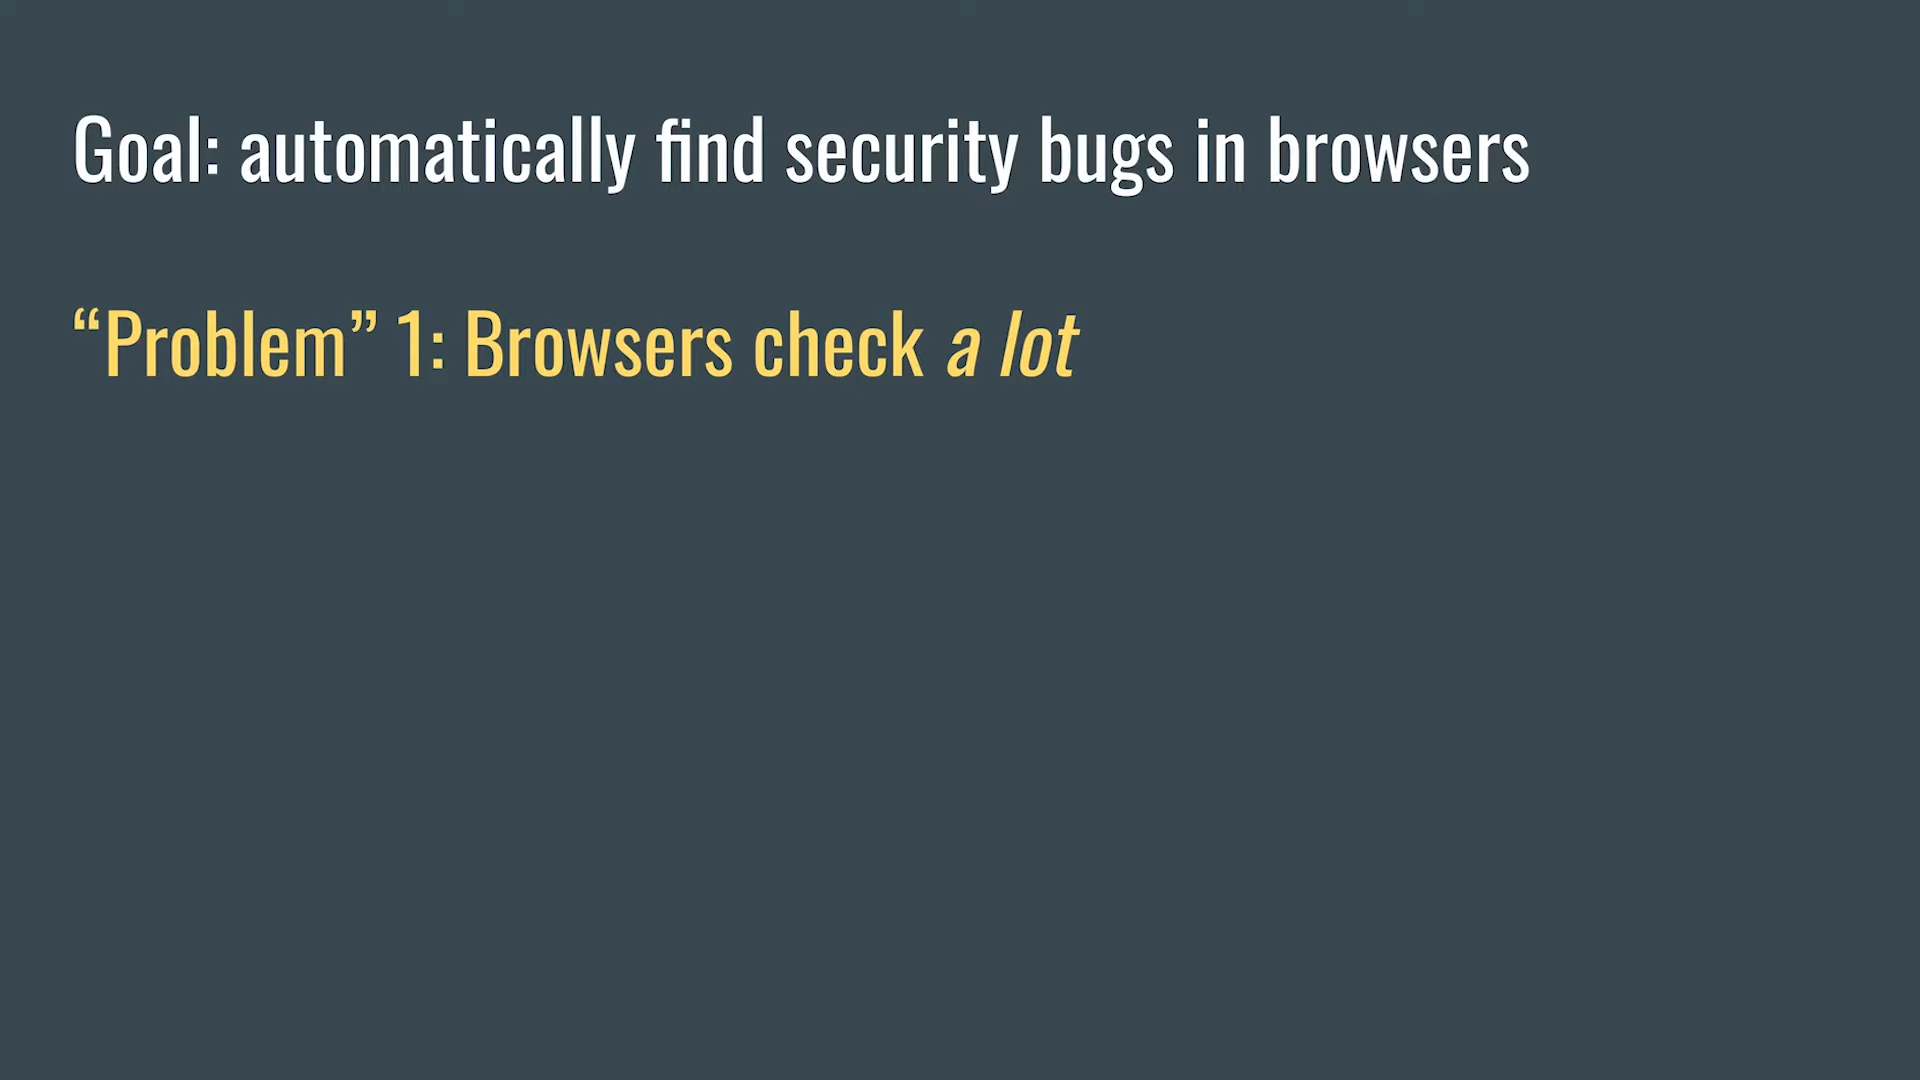 Goal: automatically find security bugs in browsers
“Problem” 1: Browsers check a lot